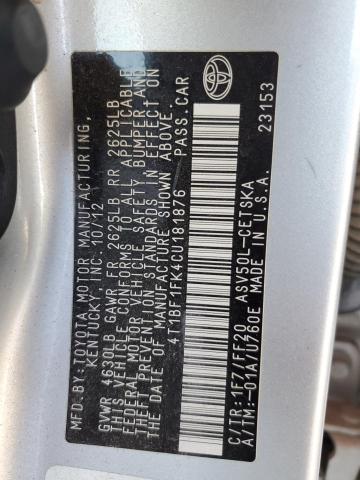 MFD.BY:TOYOTA MOTOR MANUFACTURING,
KENTUCKY, INC. 10/12
GVWR 4630LB GAWR FR 2625LB RR 2625LB
THIS VEHICLE CONFORMS TO ALL APPLICABLE
FEDERAL MOTOR VEHICLE SAFETY, BUMPER AND
THEFT PREVENTION STANDARDS IN EFFECT ON
THE DATE OF MANUFACTURE SHOWN ABOVE.
4T1BF1FK4CU181876 PASS.CAR
C/TR:1F7/FF20 ASV50L-CETSKA
A/TM:-01A/U760E MADE IN U.S.A.
23153